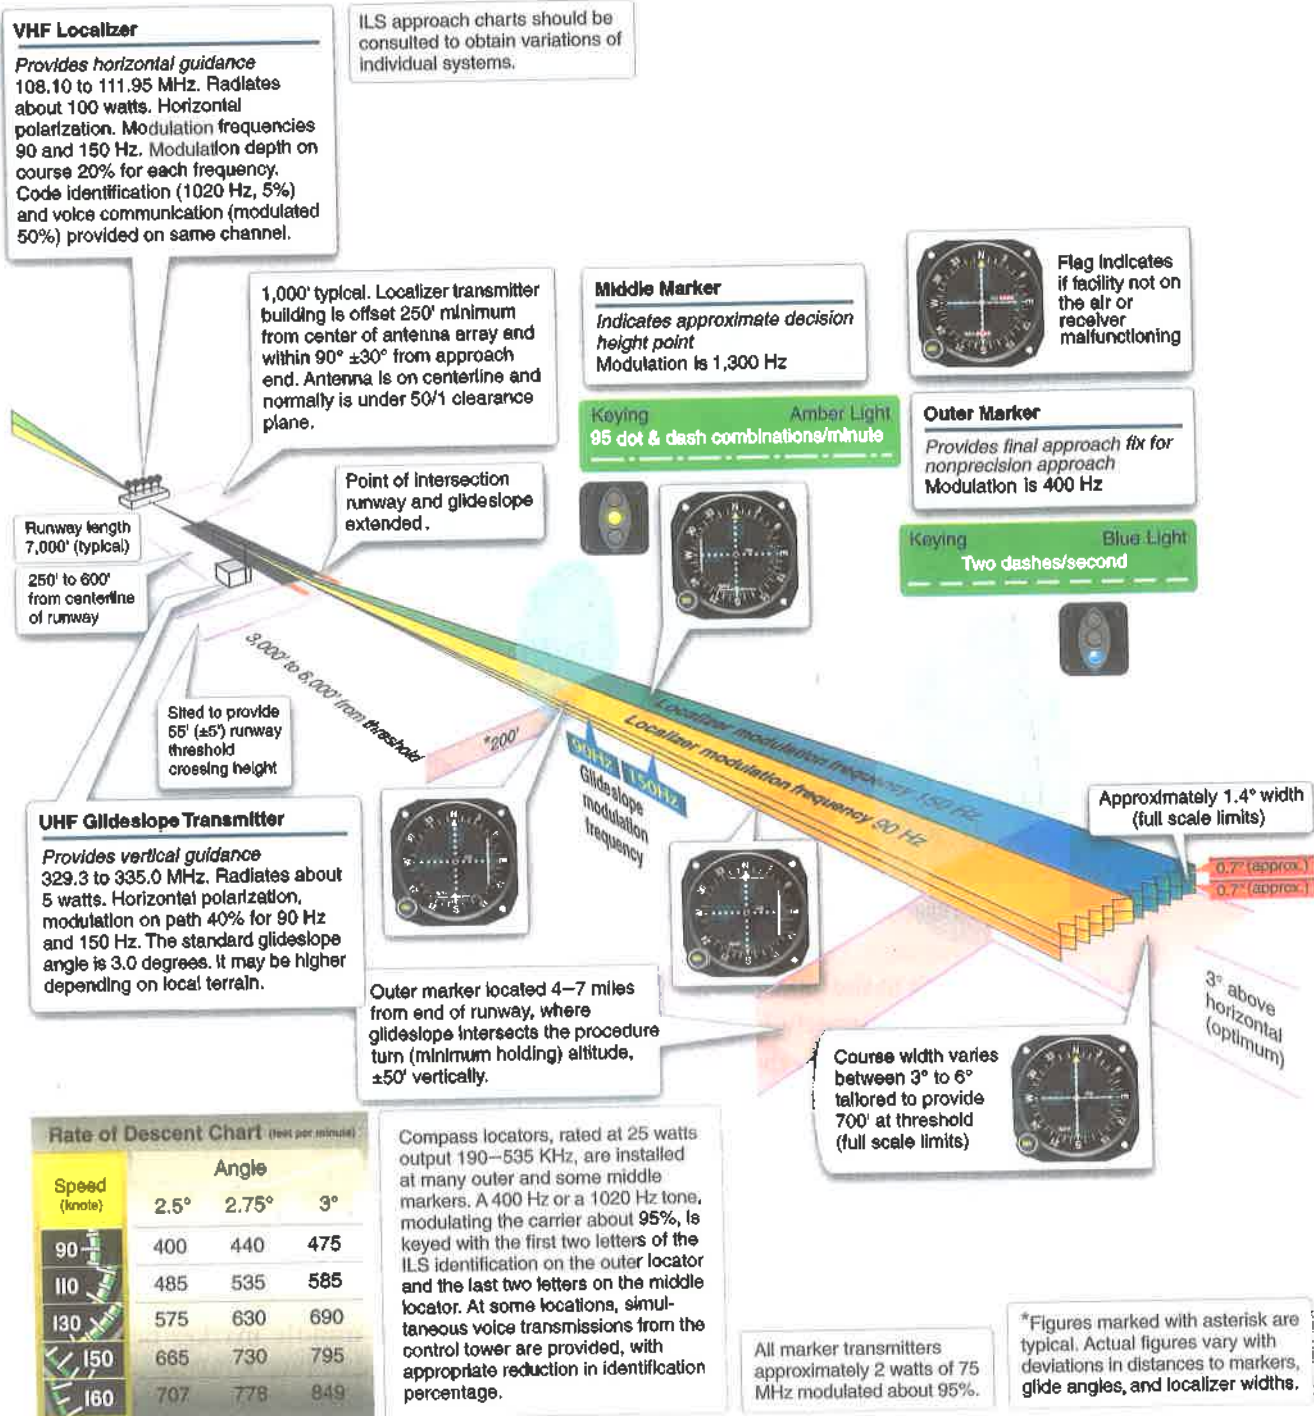 VHF Localizer
Provides horizontal guidance
108.10 to 111.95 MHz. Radiates
about 100 watts. Horizontal
polarization. Modulation frequencies
90 and 150 Hz. Modulation depth on
course 20% for each frequency.
Code identification (1020 Hz, 5%)
and voice communication (modulated
50%) provided on same channel.
ILS approach charts should be
consulted to obtain variations of
individual systems.
1,000' typical. Localizer transmitter
building is offset 250' minimum
from center of antenna array and
within 90° ±30° from approach
end. Antenna is on centerline and
normally is under 50/1 clearance
plane.
Middle Marker
Indicates approximate decision
height point
Modulation is 1,300 Hz
Keying Amber Light
95 dot & dash combinations/minute
Flag indicates
if facility not on
the air or
receiver
malfunctioning
Outer Marker
Provides final approach fix for
nonprecision approach
Modulation is 400 Hz
Keying Blue Light
Two dashes/second
Point of intersection
runway and glideslope
extended.
Runway length
7,000' (typical)
250' to 600'
from centerline
of runway
3,000' to 6,000' from threshold
Sited to provide
55' (±5') runway
threshold
crossing height
*200'
90Hz 150Hz
Glideslope
modulation
frequency
Localizer modulation frequency 150 Hz
Localizer modulation frequency 90 Hz
Approximately 1.4° width
(full scale limits)
0.7° (approx.)
0.7° (approx.)
UHF Glideslope Transmitter
Provides vertical guidance
329.3 to 335.0 MHz. Radiates about
5 watts. Horizontal polarization,
modulation on path 40% for 90 Hz
and 150 Hz. The standard glideslope
angle is 3.0 degrees. It may be higher
depending on local terrain.
Outer marker located 4–7 miles
from end of runway, where
glideslope intersects the procedure
turn (minimum holding) altitude,
±50' vertically.
3° above
horizontal
(optimum)
Course width varies
between 3° to 6°
tailored to provide
700' at threshold
(full scale limits)
Rate of Descent Chart (feet per minute)
Speed
(knots)
Angle
2.5° 2.75° 3°
90 400 440 475
110 485 535 585
130 575 630 690
150 665 730 795
160 707 778 849
Compass locators, rated at 25 watts
output 190–535 KHz, are installed
at many outer and some middle
markers. A 400 Hz or a 1020 Hz tone,
modulating the carrier about 95%, is
keyed with the first two letters of the
ILS identification on the outer locator
and the last two letters on the middle
locator. At some locations, simul-
taneous voice transmissions from the
control tower are provided, with
appropriate reduction in identification
percentage.
All marker transmitters
approximately 2 watts of 75
MHz modulated about 95%.
*Figures marked with asterisk are
typical. Actual figures vary with
deviations in distances to markers,
glide angles, and localizer widths.